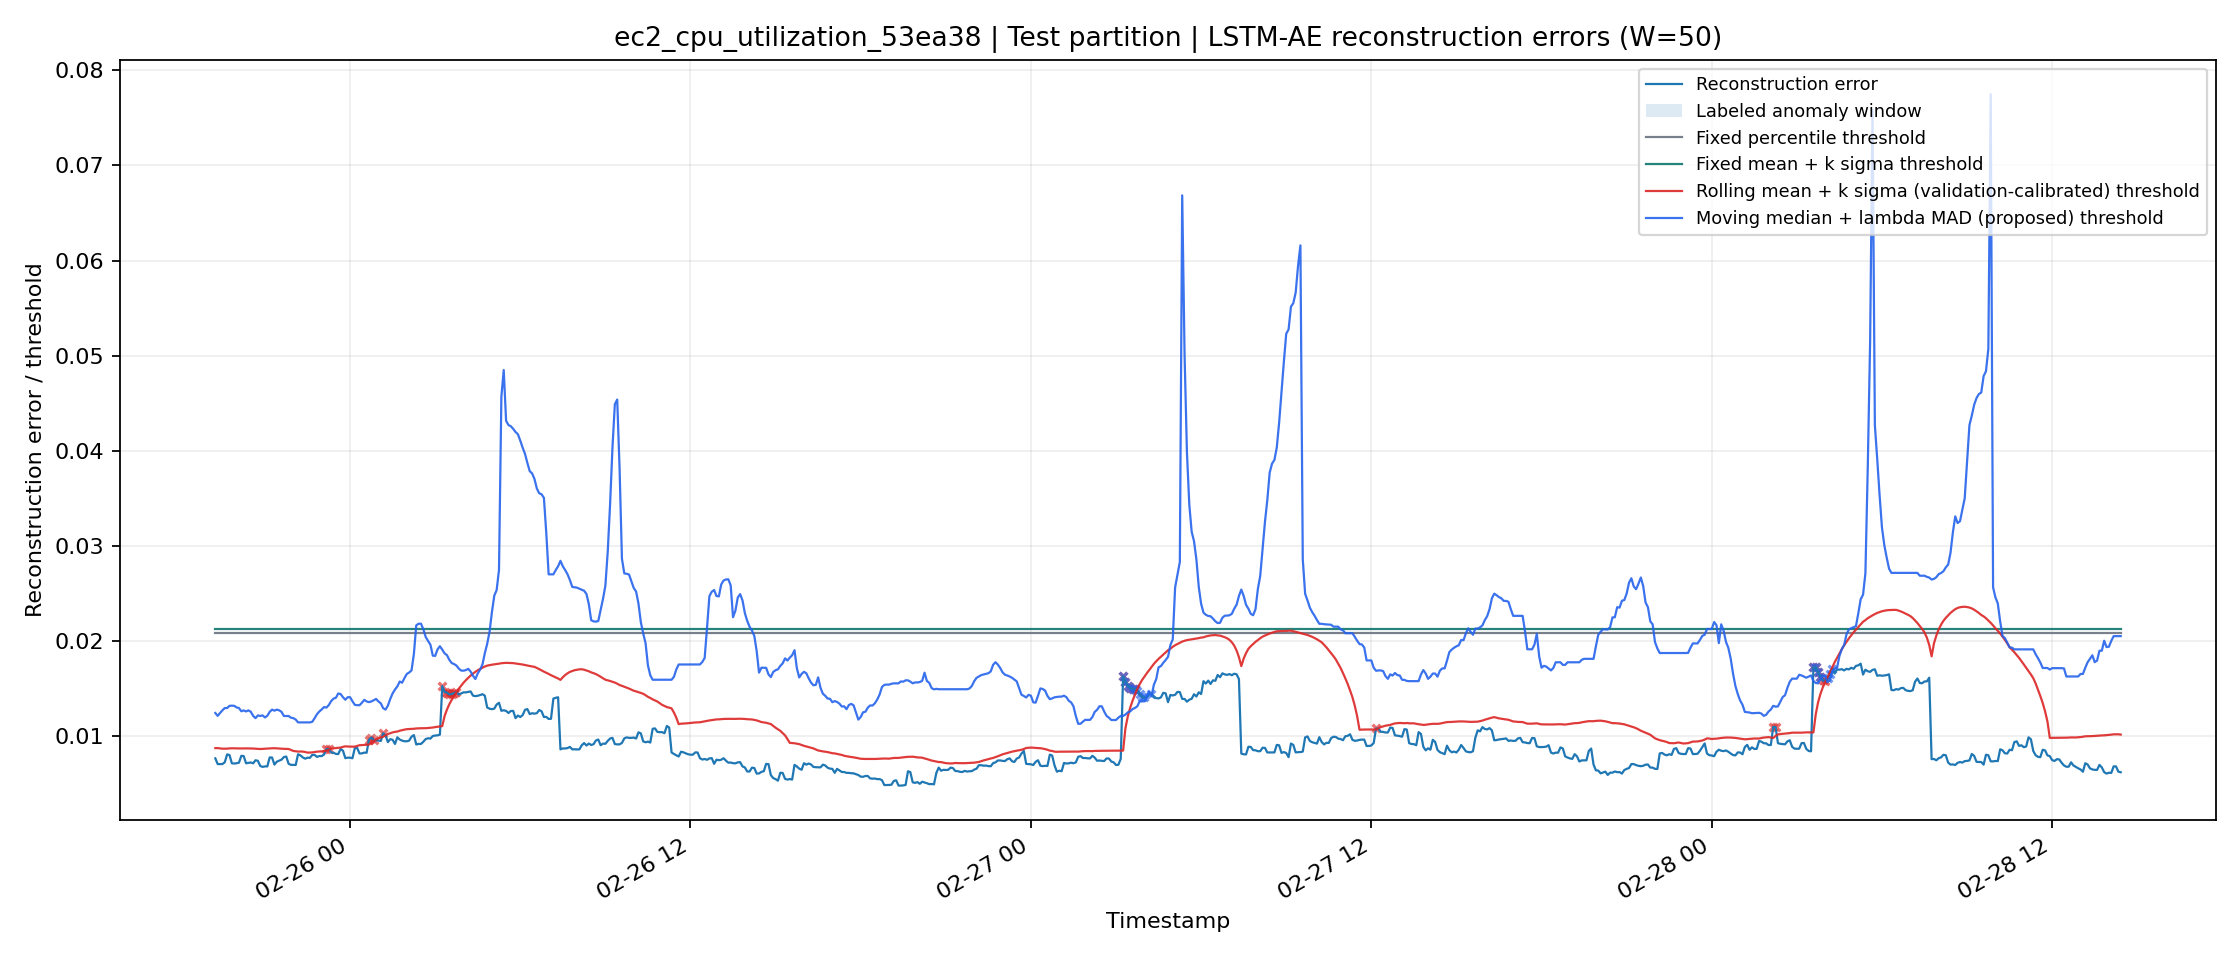 ec2_cpu_utilization_53ea38 | Test partition | LSTM-AE reconstruction errors (W=50)
Reconstruction error / threshold
0.08
0.07
0.06
0.05
0.04
0.03
0.02
0.01
Reconstruction error
Labeled anomaly window
Fixed percentile threshold
Fixed mean + k sigma threshold
Rolling mean + k sigma (validation-calibrated) threshold
Moving median + lambda MAD (proposed) threshold
02-26 00
02-26 12
02-27 00
02-27 12
02-28 00
02-28 12
Timestamp